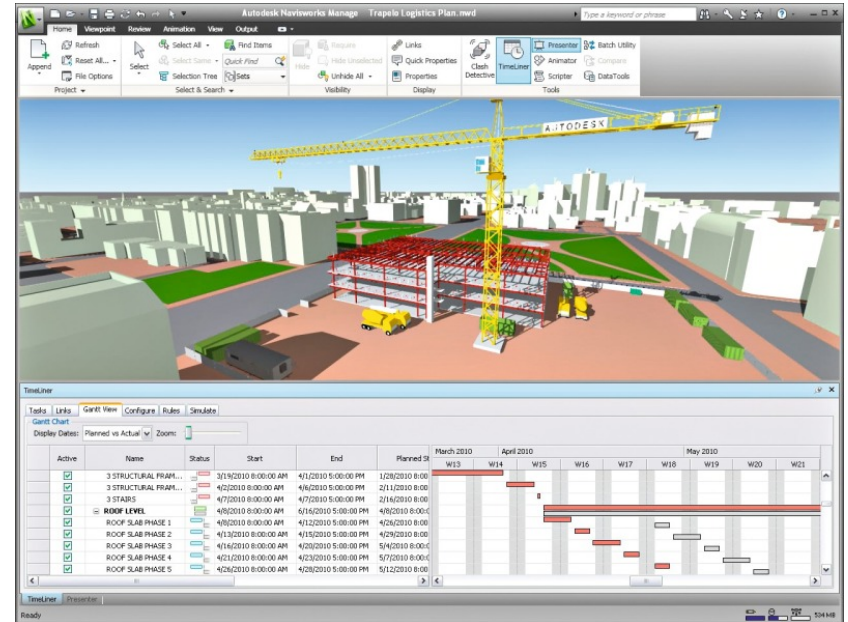 Autodesk Navisworks Manage Trapelo Logistics Plan.nwd
Type a keyword or phrase
Home Viewpoint Review Animation View Output
Append
Refresh
Reset All...
File Options
Project
Select
Select All
Select Same
Selection Tree
Find Items
Quick Find
Sets
Select & Search
Hide
Require
Hide Unselected
Unhide All
Visibility
Links
Quick Properties
Properties
Display
Clash Detective
TimeLiner
Presenter
Animator
Scripter
Batch Utility
Compare
DataTools
Tools
AUTODESK
TimeLiner
Tasks Links Gantt View Configure Rules Simulate
Gantt Chart
Display Dates: Planned vs Actual Zoom:
Active Name Status Start End Planned St
March 2010 April 2010 May 2010
W13 W14 W15 W16 W17 W18 W19 W20 W21
3 STRUCTURAL FRAM... 3/19/2010 8:00:00 AM 4/1/2010 5:00:00 PM 1/28/2010 8:00
3 STRUCTURAL FRAM... 4/2/2010 8:00:00 AM 4/6/2010 5:00:00 PM 2/11/2010 8:00
3 STAIRS 4/7/2010 8:00:00 AM 4/7/2010 5:00:00 PM 2/16/2010 8:00
ROOF LEVEL 4/8/2010 8:00:00 AM 6/16/2010 5:00:00 PM 4/8/2010 8:00:0
ROOF SLAB PHASE 1 4/8/2010 8:00:00 AM 4/12/2010 5:00:00 PM 4/26/2010 8:00
ROOF SLAB PHASE 2 4/13/2010 8:00:00 AM 4/15/2010 5:00:00 PM 4/29/2010 8:00
ROOF SLAB PHASE 3 4/16/2010 8:00:00 AM 4/20/2010 5:00:00 PM 5/4/2010 8:00:0
ROOF SLAB PHASE 4 4/21/2010 8:00:00 AM 4/23/2010 5:00:00 PM 5/7/2010 8:00:0
ROOF SLAB PHASE 5 4/26/2010 8:00:00 AM 4/28/2010 5:00:00 PM 5/12/2010 8:00
TimeLiner Presenter
Ready
534 MB